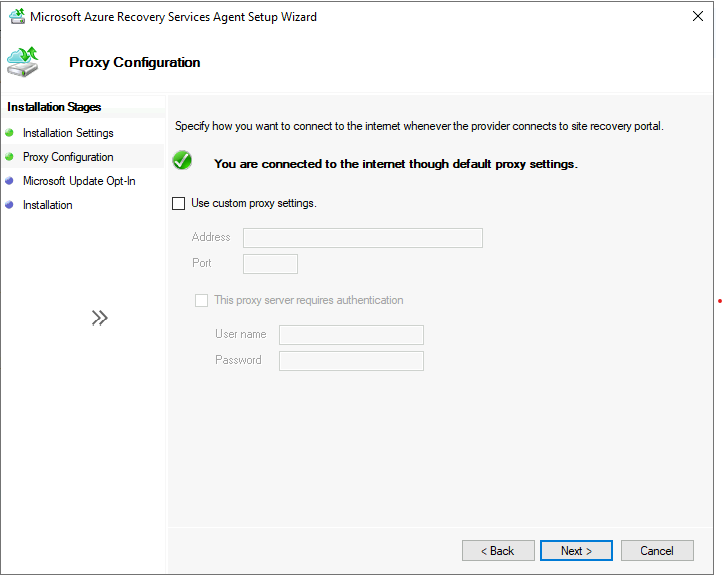 Microsoft Azure Recovery Services Agent Setup Wizard
Proxy Configuration
Installation Stages
Installation Settings
Proxy Configuration
Microsoft Update Opt-In
Installation
Specify how you want to connect to the internet whenever the provider connects to site recovery portal.
You are connected to the internet though default proxy settings.
Use custom proxy settings.
Address
Port
This proxy server requires authentication
User name
Password
< Back
Next >
Cancel